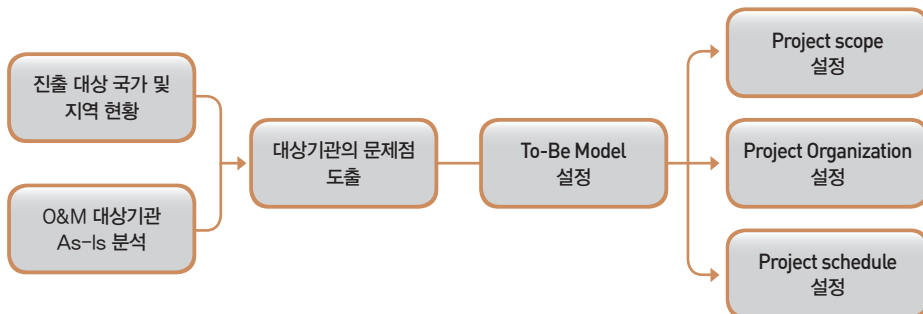 진출 대상 국가 및
지역 현황
O&M 대상기관
As-Is 분석
대상기관의 문제점
도출
To-Be Model
설정
Project scope
설정
Project Organization
설정
Project schedule
설정